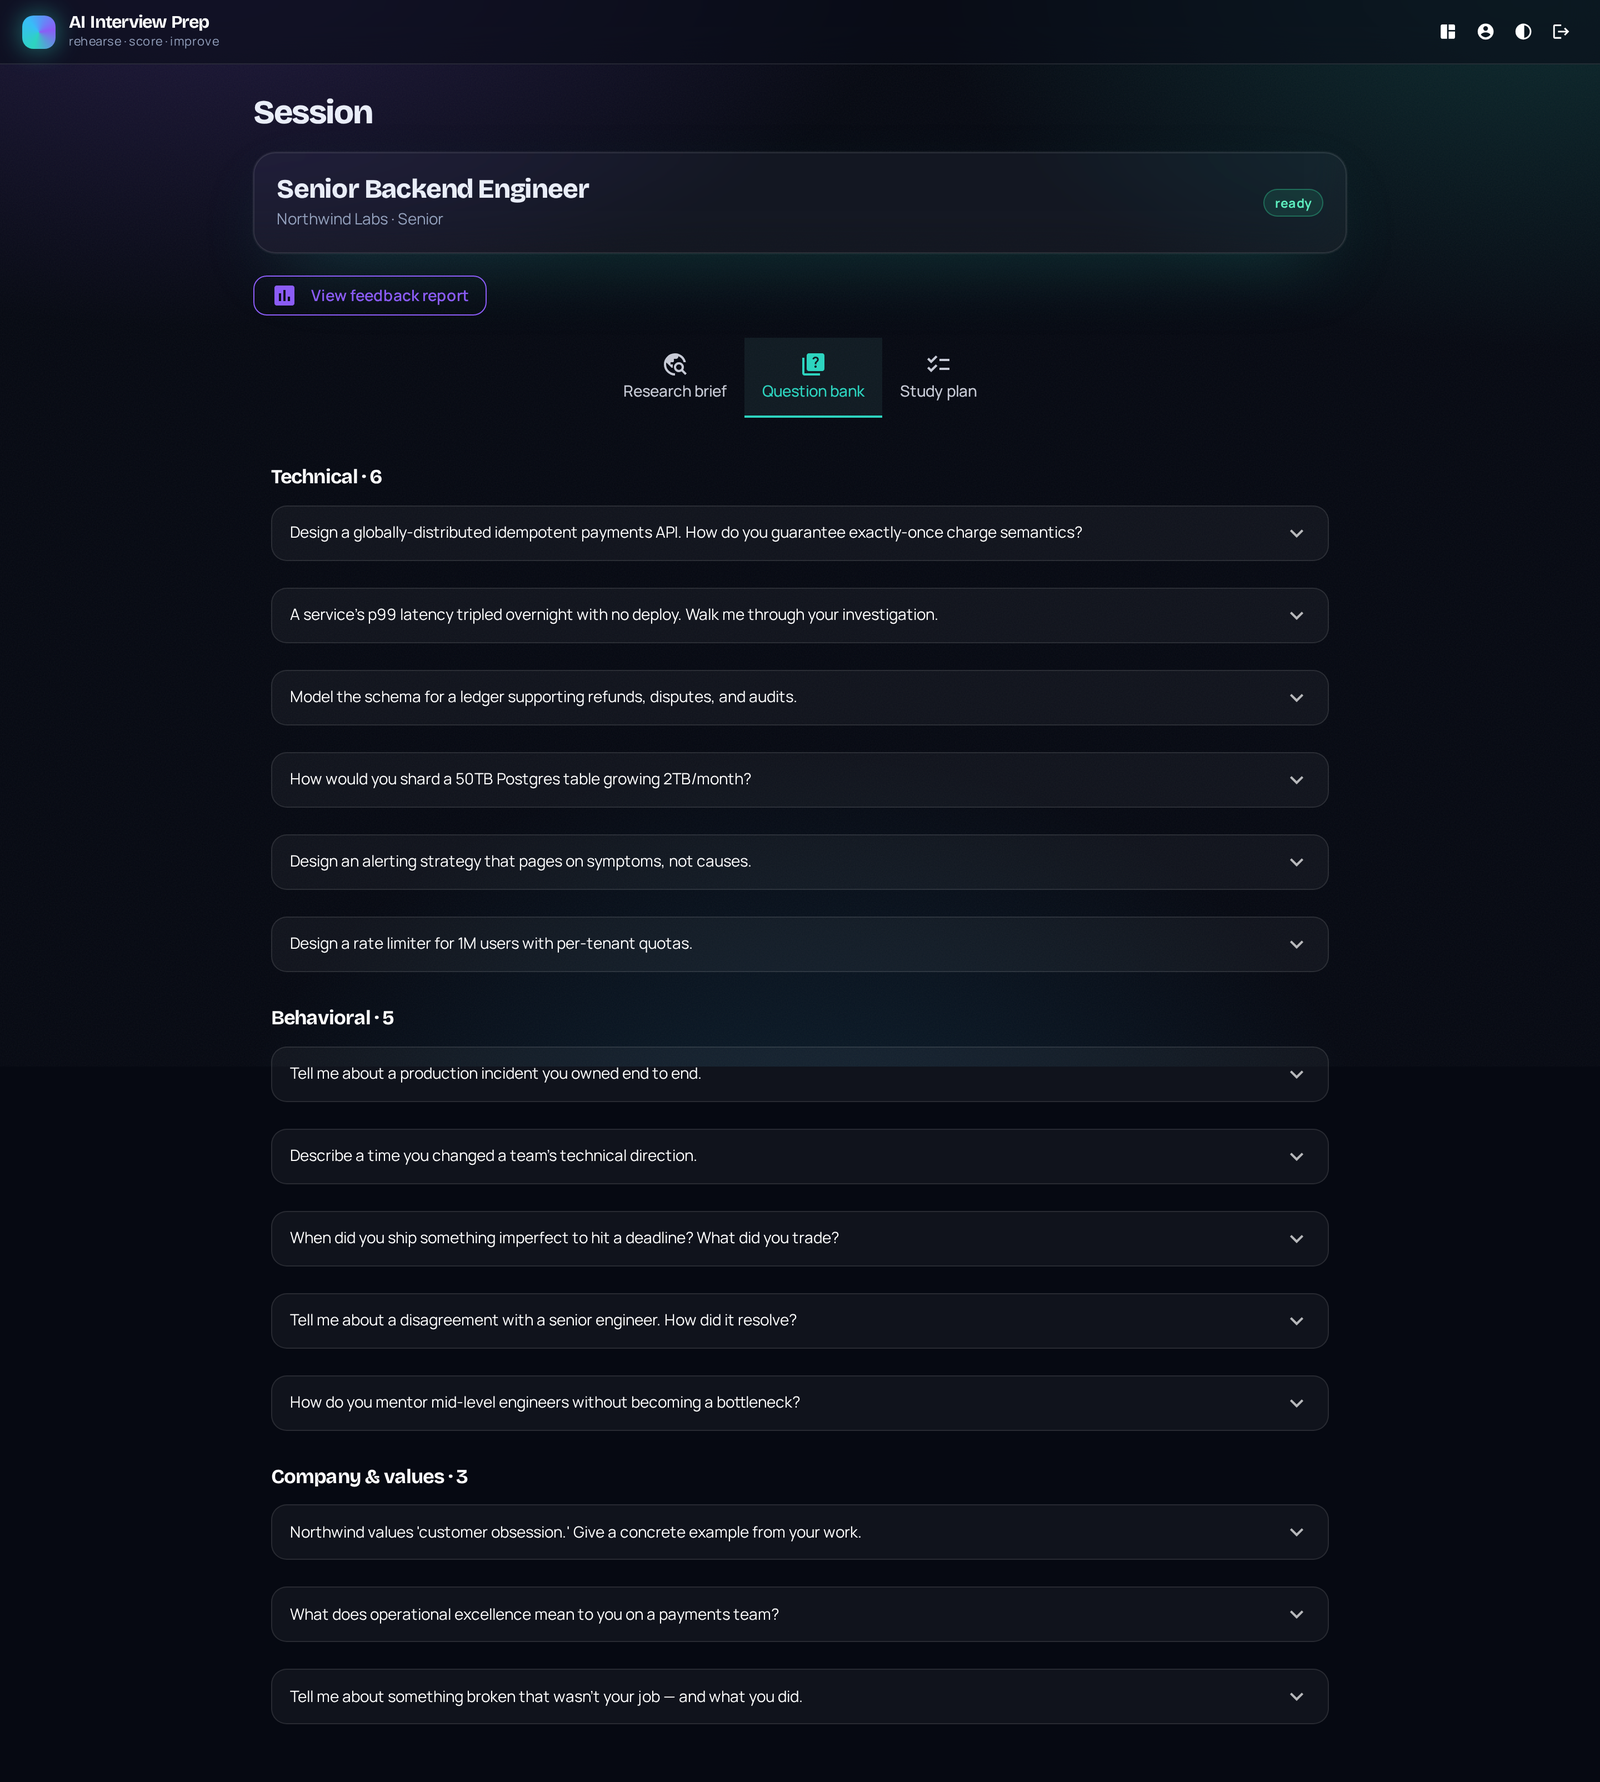 AI Interview Prep
rehearse · score · improve
Session
Senior Backend Engineer
Northwind Labs · Senior
ready
View feedback report
Research brief
Question bank
Study plan
Technical · 6
Design a globally-distributed idempotent payments API. How do you guarantee exactly-once charge semantics?
A service's p99 latency tripled overnight with no deploy. Walk me through your investigation.
Model the schema for a ledger supporting refunds, disputes, and audits.
How would you shard a 50TB Postgres table growing 2TB/month?
Design an alerting strategy that pages on symptoms, not causes.
Design a rate limiter for 1M users with per-tenant quotas.
Behavioral · 5
Tell me about a production incident you owned end to end.
Describe a time you changed a team's technical direction.
When did you ship something imperfect to hit a deadline? What did you trade?
Tell me about a disagreement with a senior engineer. How did it resolve?
How do you mentor mid-level engineers without becoming a bottleneck?
Company & values · 3
Northwind values 'customer obsession.' Give a concrete example from your work.
What does operational excellence mean to you on a payments team?
Tell me about something broken that wasn't your job — and what you did.